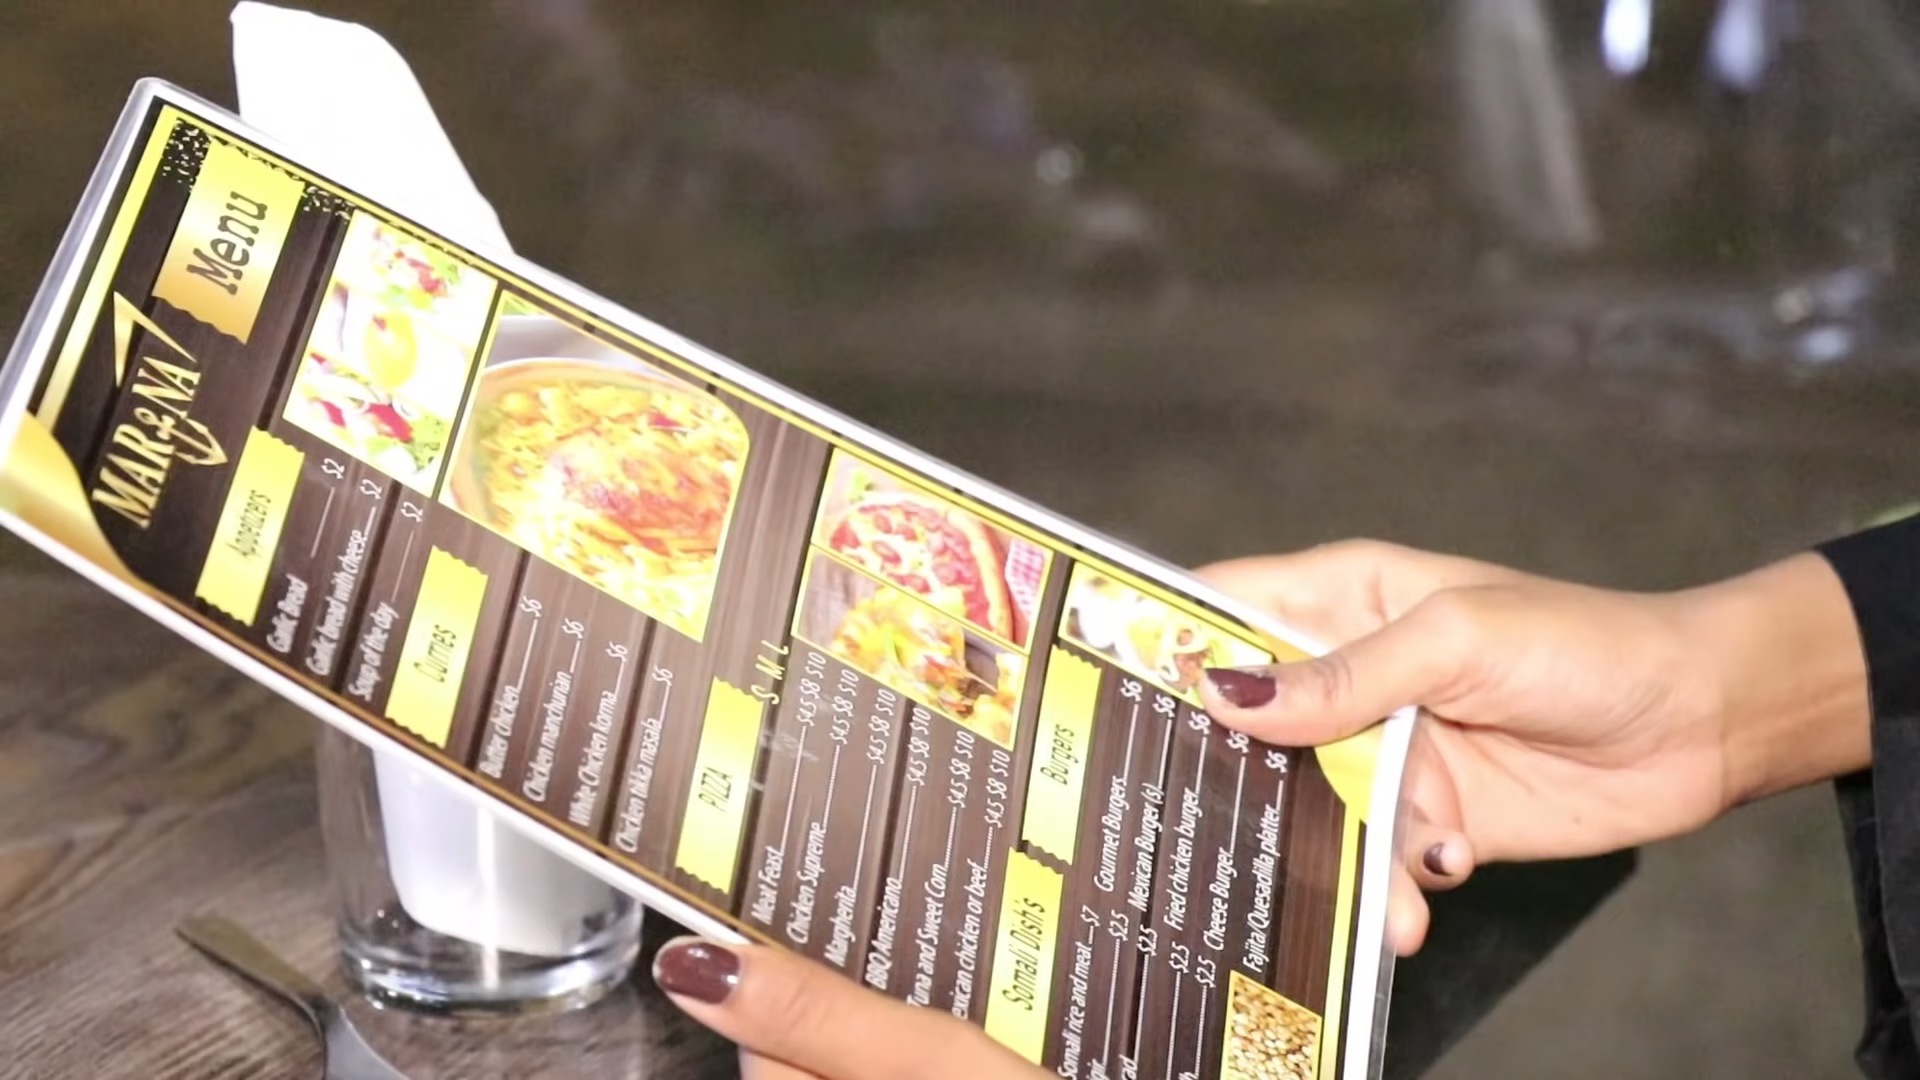 Menu
MARENA
Appetizers
Garlic Bread $2
Garlic bread with cheese $2
Soup of the day $2
Curries
Butter chicken $6
Chicken manchurian $6
White Chicken korma $6
Chicken tikka masala $6
PIZZA S M L
Meat Feast $4.5 $8 $10
Chicken Supreme $4.5 $8 $10
Margherita $4.5 $8 $10
BBQ Americano $4.5 $8 $10
Tuna and Sweet Corn $4.5 $8 $10
exican chicken or beef $4.5 $8 $10
Burgers
Gourmet Burgers $6
Mexican Burger (s) $6
Fried chicken burger $6
Cheese Burger $6
Fajita/Quesadilla platter $6
Somali Dish's
Somali rice and meat $7
$2.5
$2.5
$2.5
$2.5